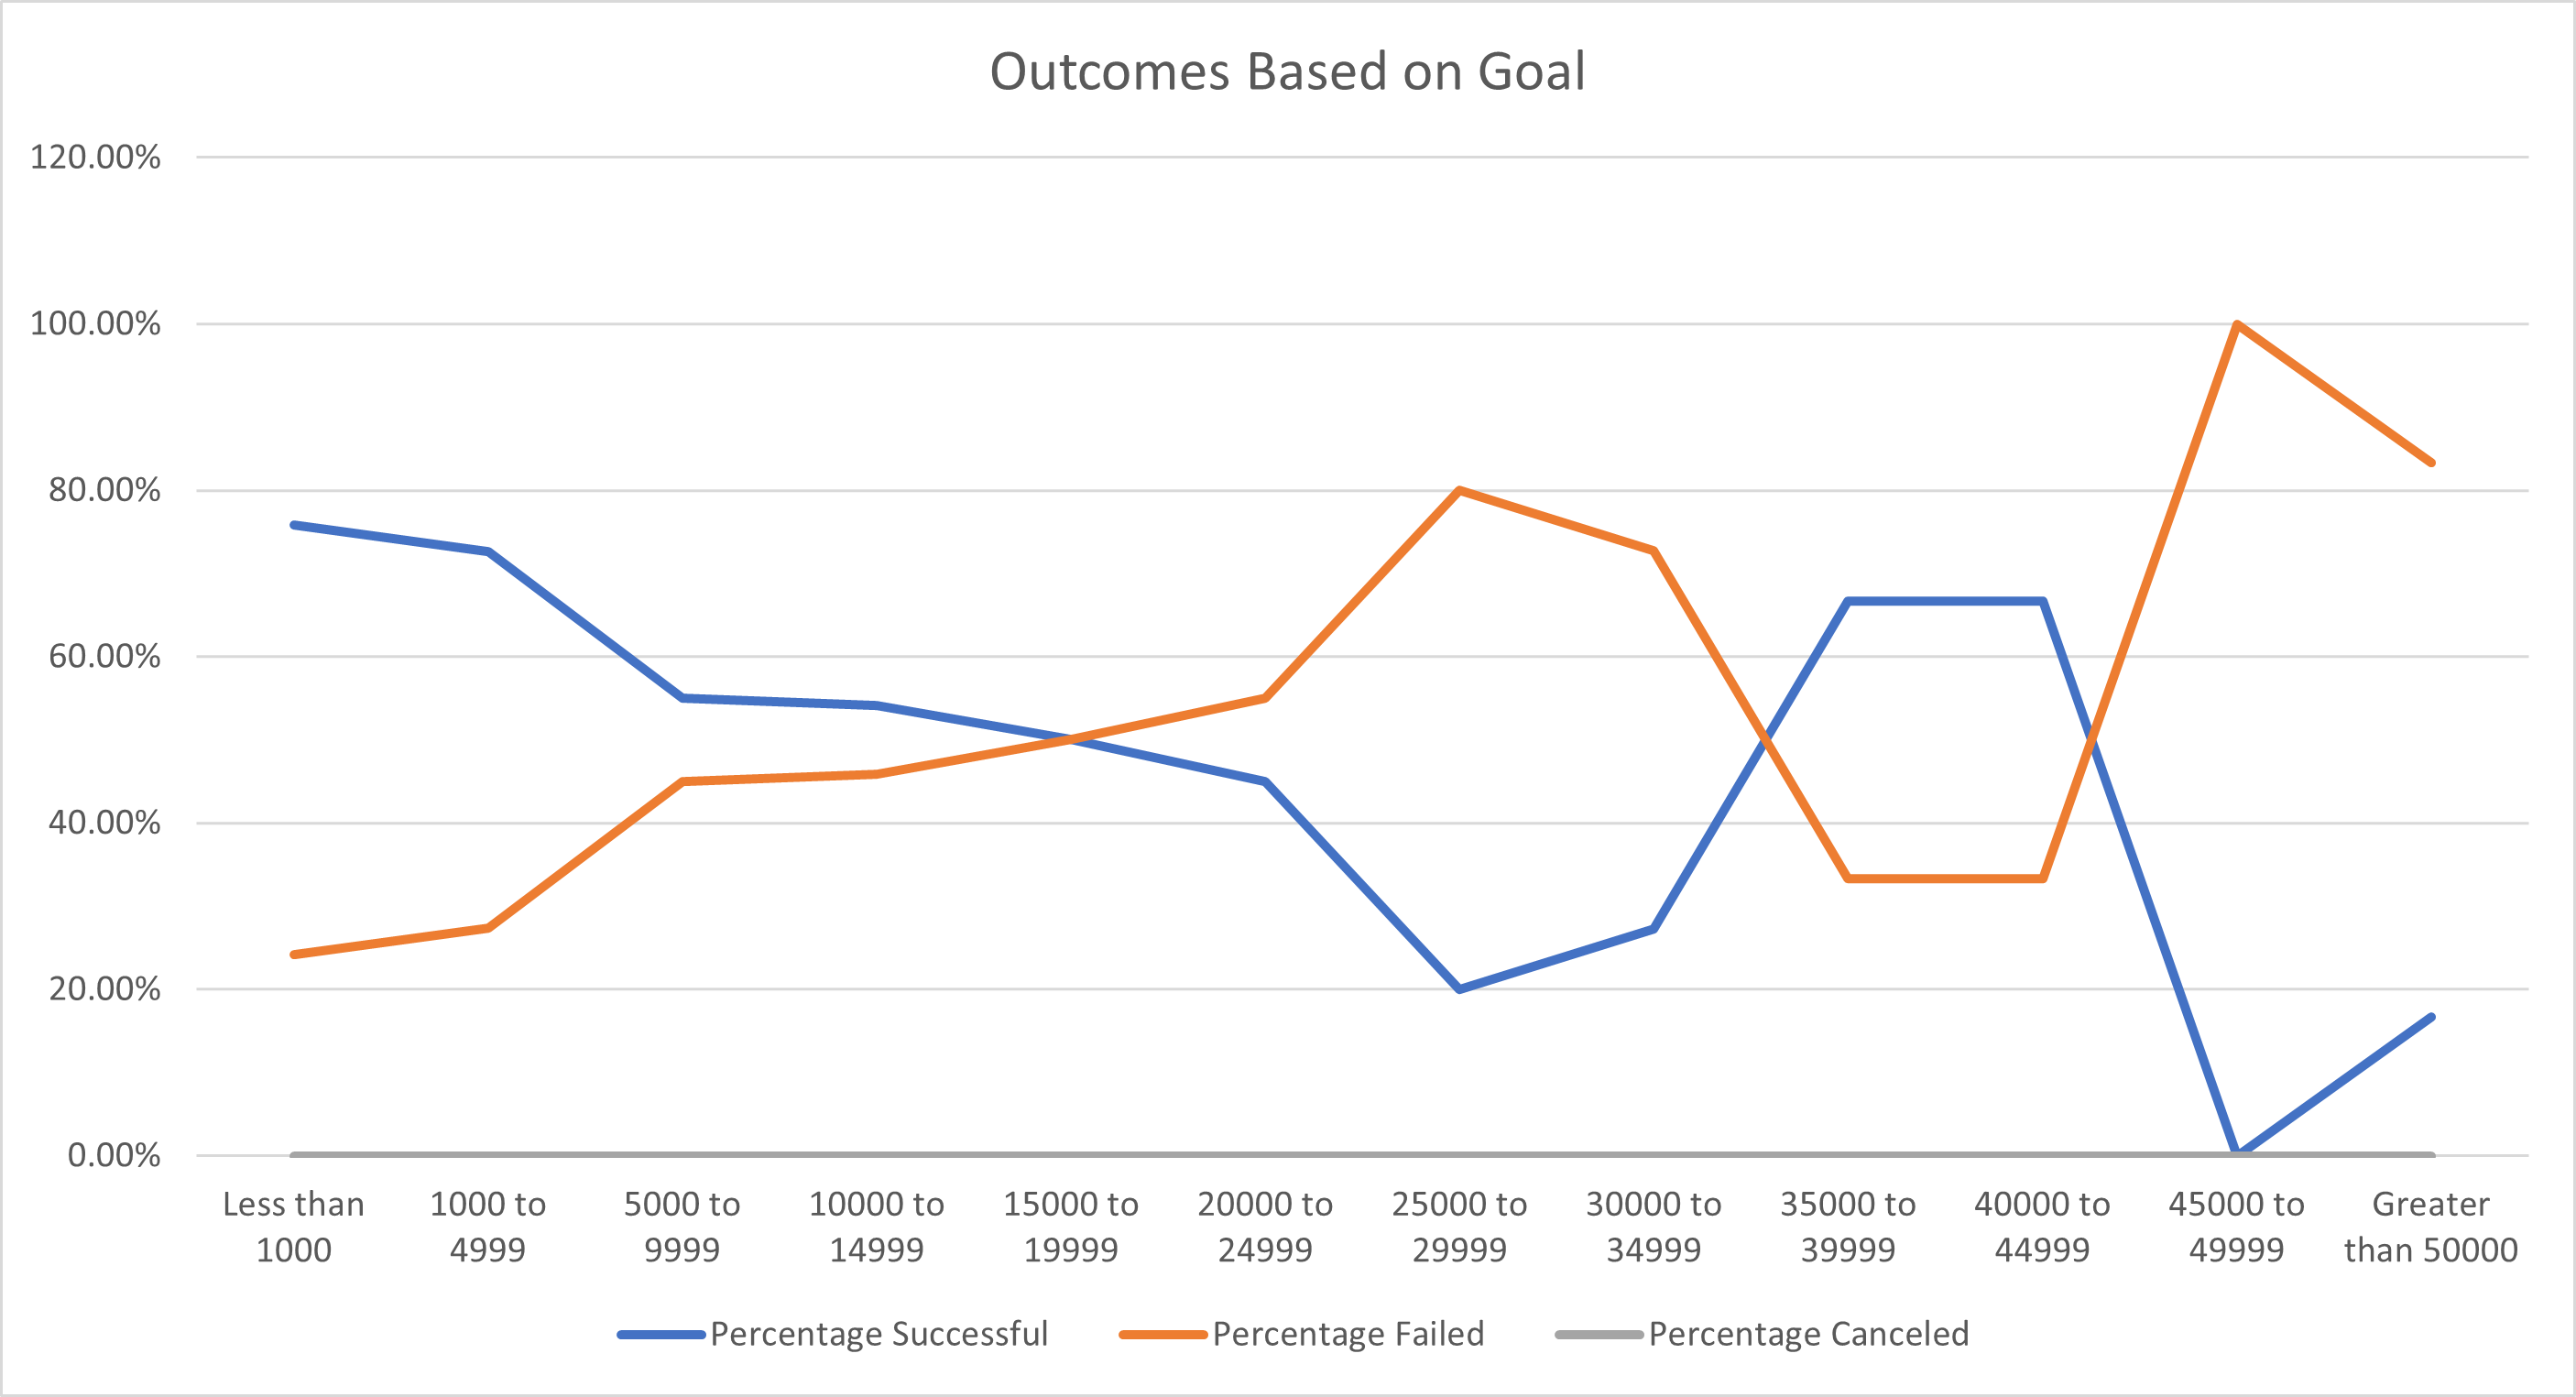 Outcomes Based on Goal
120.00%
100.00%
80.00%
60.00%
40.00%
20.00%
0.00%
Less than 1000
1000 to 4999
5000 to 9999
10000 to 14999
15000 to 19999
20000 to 24999
25000 to 29999
30000 to 34999
35000 to 39999
40000 to 44999
45000 to 49999
Greater than 50000
Percentage Successful
Percentage Failed
Percentage Canceled